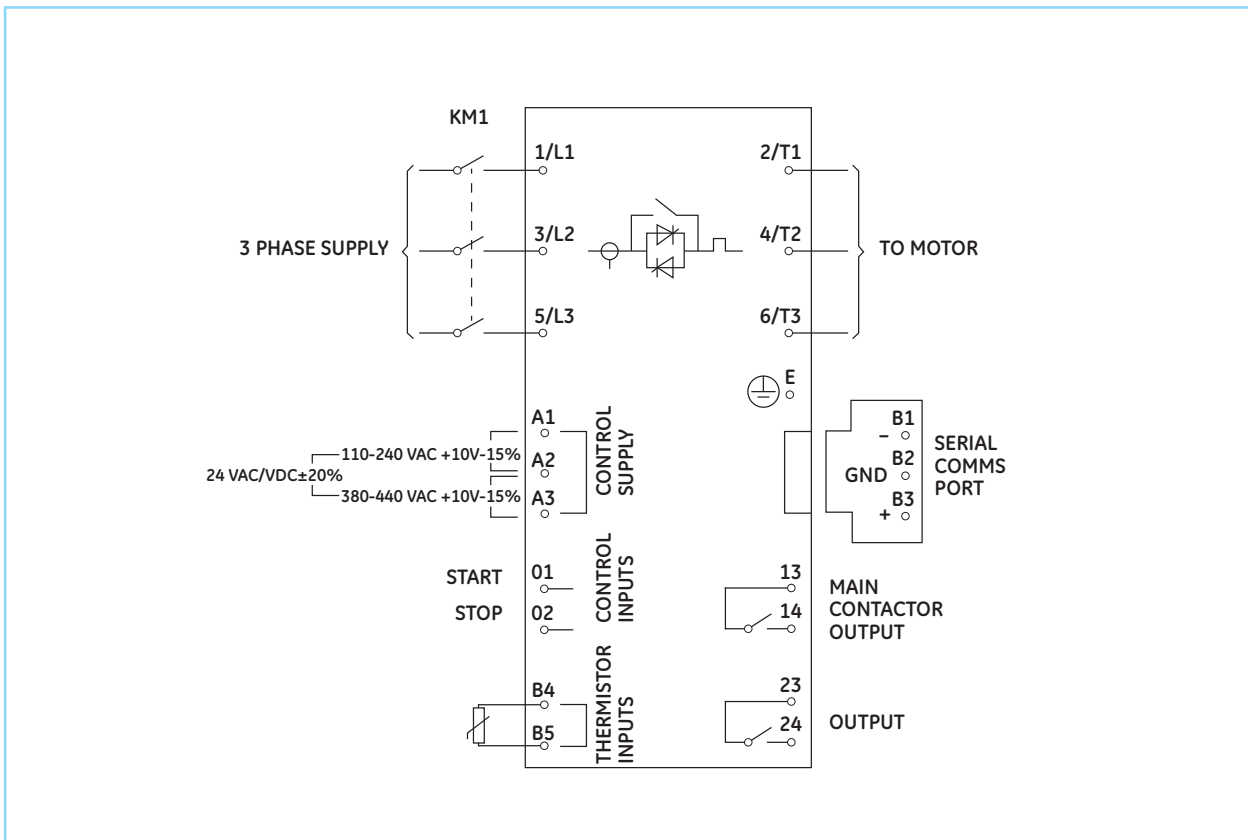 KM1
1/L1
2/T1
3 PHASE SUPPLY
3/L2
4/T2
TO MOTOR
5/L3
6/T3
E
A1
110-240 VAC +10V-15%
A2
24 VAC/VDC±20%
380-440 VAC +10V-15%
A3
CONTROL
SUPPLY
B1
–
B2
GND
B3
+
SERIAL
COMMS
PORT
START
01
STOP
02
CONTROL
INPUTS
13
14
MAIN
CONTACTOR
OUTPUT
B4
B5
THERMISTOR
INPUTS
23
24
OUTPUT